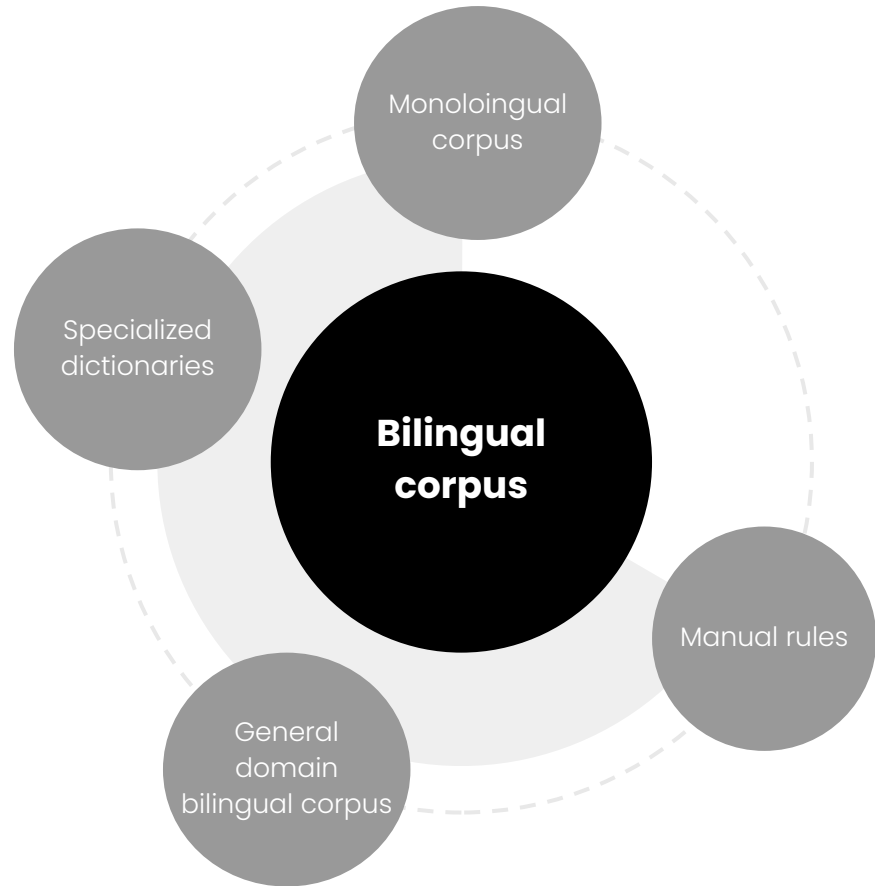 Monoloingual
corpus
Specialized
dictionaries
Bilingual
corpus
Manual rules
General
domain
bilingual corpus